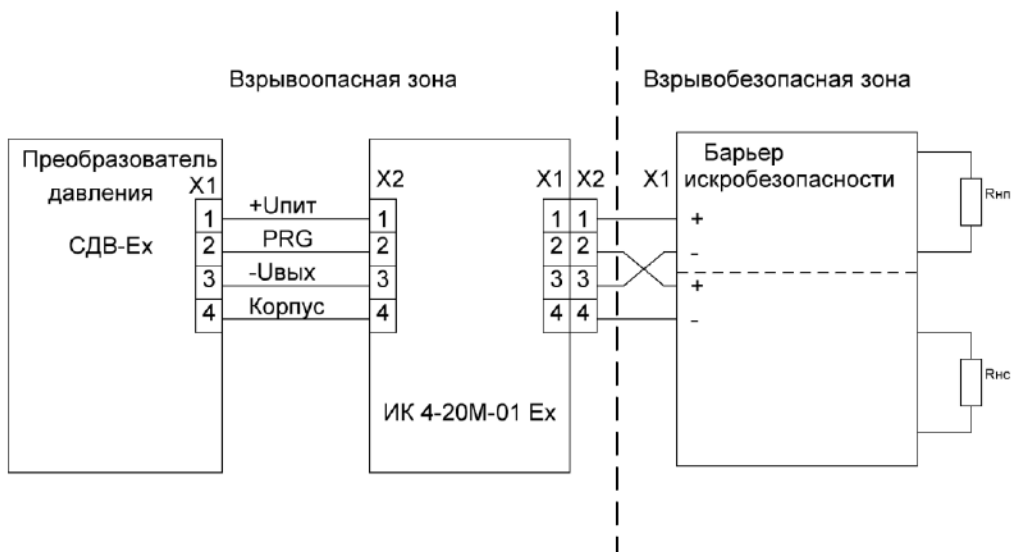 Взрывоопасная зона
Взрывобезопасная зона
Преобразователь
давления
СДВ-Ex
X1
1
2
3
4
+Uпит
PRG
-Uвых
Корпус
X2
1
2
3
4
ИК 4-20М-01 Ex
X1
X2
1
1
2
2
3
3
4
4
X1
Барьер
искробезопасности
+
-
+
-
Rнп
Rнс